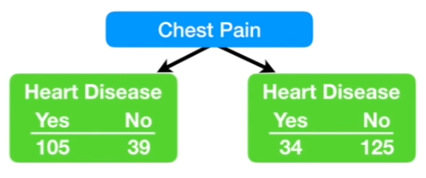 Chest Pain
Heart Disease
Yes No
105 39
Heart Disease
Yes No
34 125